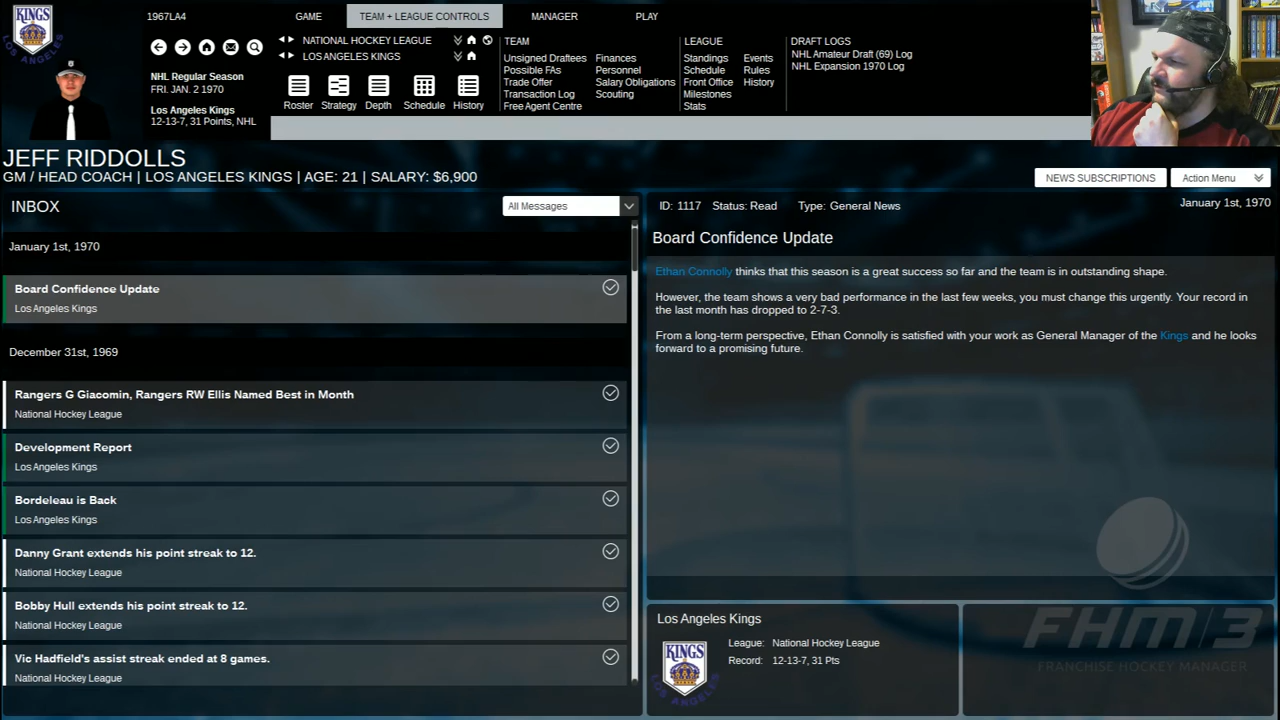 KINGS
LOS ANGELES
1967LA4
GAME
TEAM + LEAGUE CONTROLS
MANAGER
PLAY
NATIONAL HOCKEY LEAGUE
LOS ANGELES KINGS
NHL Regular Season
FRI. JAN. 2 1970
Los Angeles Kings
12-13-7, 31 Points, NHL
Roster
Strategy
Depth
Schedule
History
TEAM
Unsigned Draftees
Finances
Possible FAs
Personnel
Trade Offer
Salary Obligations
Transaction Log
Scouting
Free Agent Centre
LEAGUE
Standings
Events
Schedule
Rules
Front Office
History
Milestones
Stats
DRAFT LOGS
NHL Amateur Draft (69) Log
NHL Expansion 1970 Log
JEFF RIDDOLLS
GM / HEAD COACH | LOS ANGELES KINGS | AGE: 21 | SALARY: $6,900
NEWS SUBSCRIPTIONS
Action Menu
INBOX
All Messages
January 1st, 1970
Board Confidence Update
Los Angeles Kings
December 31st, 1969
Rangers G Giacomin, Rangers RW Ellis Named Best in Month
National Hockey League
Development Report
Los Angeles Kings
Bordeleau is Back
Los Angeles Kings
Danny Grant extends his point streak to 12.
National Hockey League
Bobby Hull extends his point streak to 12.
National Hockey League
Vic Hadfield's assist streak ended at 8 games.
National Hockey League
ID: 1117 Status: Read Type: General News
January 1st, 1970
Board Confidence Update
Ethan Connolly thinks that this season is a great success so far and the team is in outstanding shape.
However, the team shows a very bad performance in the last few weeks, you must change this urgently. Your record in
the last month has dropped to 2-7-3.
From a long-term perspective, Ethan Connolly is satisfied with your work as General Manager of the Kings and he looks
forward to a promising future.
Los Angeles Kings
KINGS
LOS ANGELES
League: National Hockey League
Record: 12-13-7, 31 Pts
FHM|3
FRANCHISE HOCKEY MANAGER